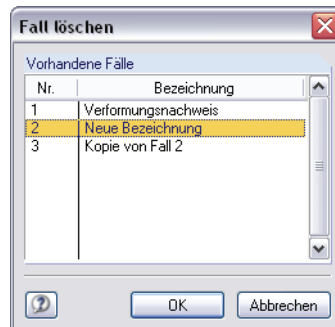 Fall löschen
Vorhandene Fälle
Nr. Bezeichnung
1 Verformungsnachweis
2 Neue Bezeichnung
3 Kopie von Fall 2
OK Abbrechen